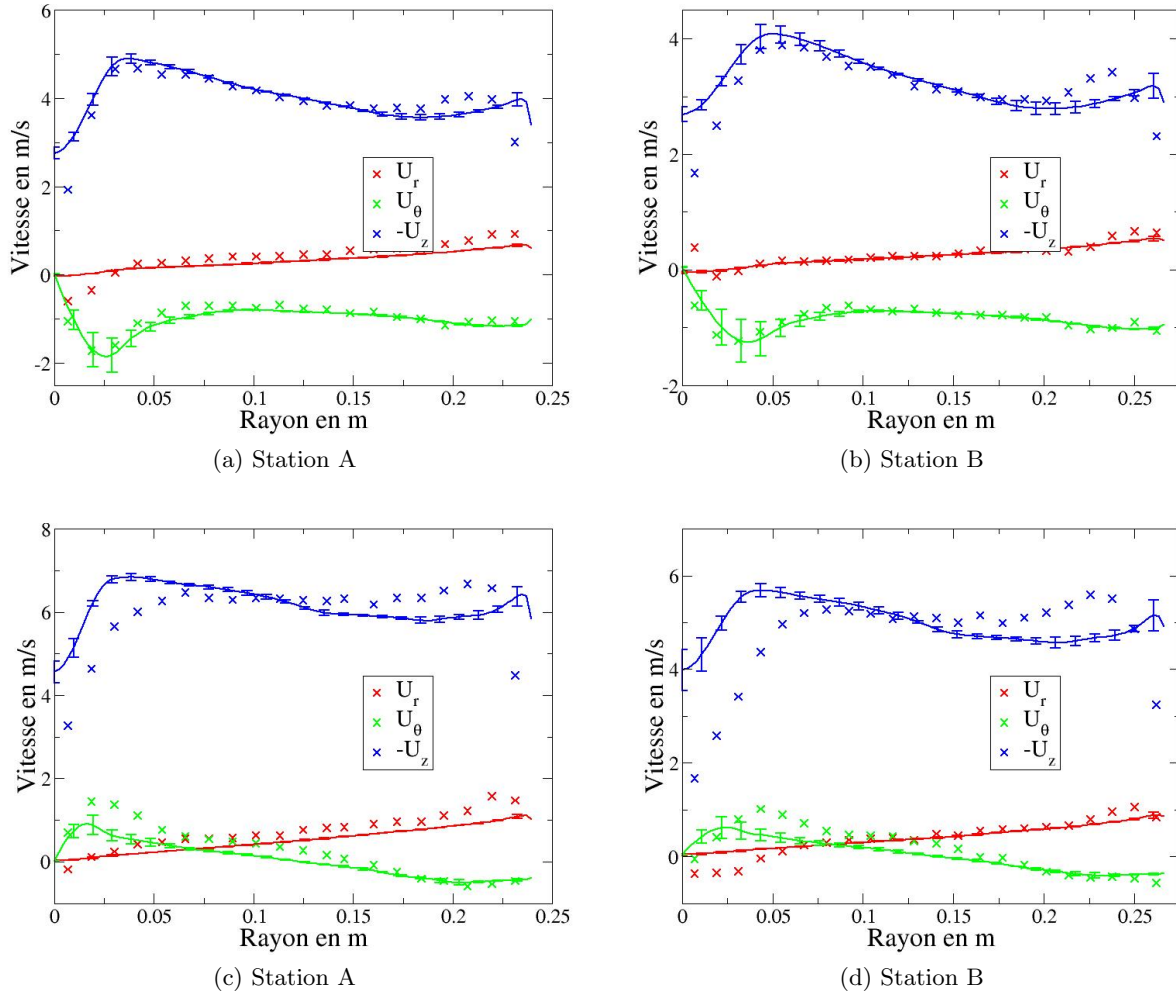 6
4
2
0
-2
Vitesse en m/s
U_r
U_θ
-U_z
0 0.05 0.1 0.15 0.2 0.25
Rayon en m
(a) Station A
4
2
0
-2
Vitesse en m/s
U_r
U_θ
-U_z
0 0.05 0.1 0.15 0.2 0.25
Rayon en m
(b) Station B
8
6
4
2
0
Vitesse en m/s
U_r
U_θ
-U_z
0 0.05 0.1 0.15 0.2 0.25
Rayon en m
(c) Station A
6
4
2
0
Vitesse en m/s
U_r
U_θ
-U_z
0 0.05 0.1 0.15 0.2 0.25
Rayon en m
(d) Station B